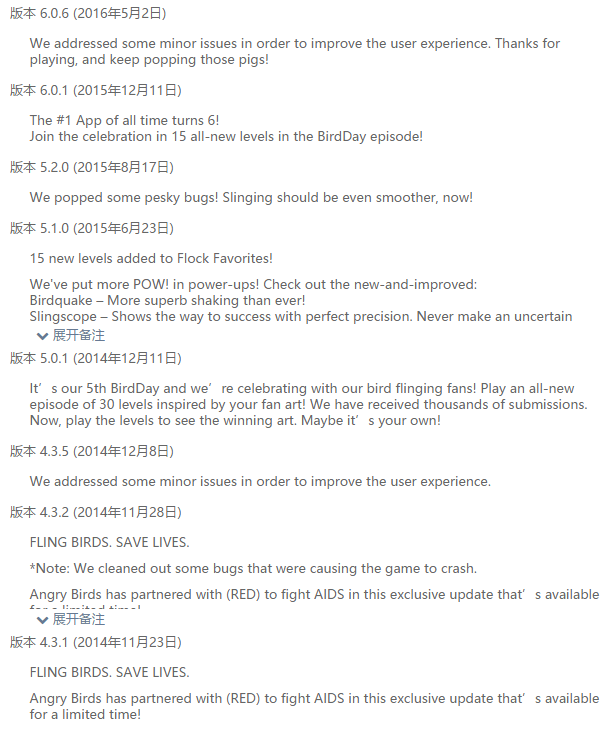 版本 6.0.6 (2016年5月2日)
We addressed some minor issues in order to improve the user experience. Thanks for
playing, and keep popping those pigs!
版本 6.0.1 (2015年12月11日)
The #1 App of all time turns 6!
Join the celebration in 15 all-new levels in the BirdDay episode!
版本 5.2.0 (2015年8月17日)
We popped some pesky bugs! Slinging should be even smoother, now!
版本 5.1.0 (2015年6月23日)
15 new levels added to Flock Favorites!
We've put more POW! in power-ups! Check out the new-and-improved:
Birdquake – More superb shaking than ever!
Slingscope – Shows the way to success with perfect precision. Never make an uncertain
展开备注
版本 5.0.1 (2014年12月11日)
It’s our 5th BirdDay and we’re celebrating with our bird flinging fans! Play an all-new
episode of 30 levels inspired by your fan art! We have received thousands of submissions.
Now, play the levels to see the winning art. Maybe it’s your own!
版本 4.3.5 (2014年12月8日)
We addressed some minor issues in order to improve the user experience.
版本 4.3.2 (2014年11月28日)
FLING BIRDS. SAVE LIVES.
*Note: We cleaned out some bugs that were causing the game to crash.
Angry Birds has partnered with (RED) to fight AIDS in this exclusive update that’s available
for a limited time!
展开备注
版本 4.3.1 (2014年11月23日)
FLING BIRDS. SAVE LIVES.
Angry Birds has partnered with (RED) to fight AIDS in this exclusive update that’s available
for a limited time!